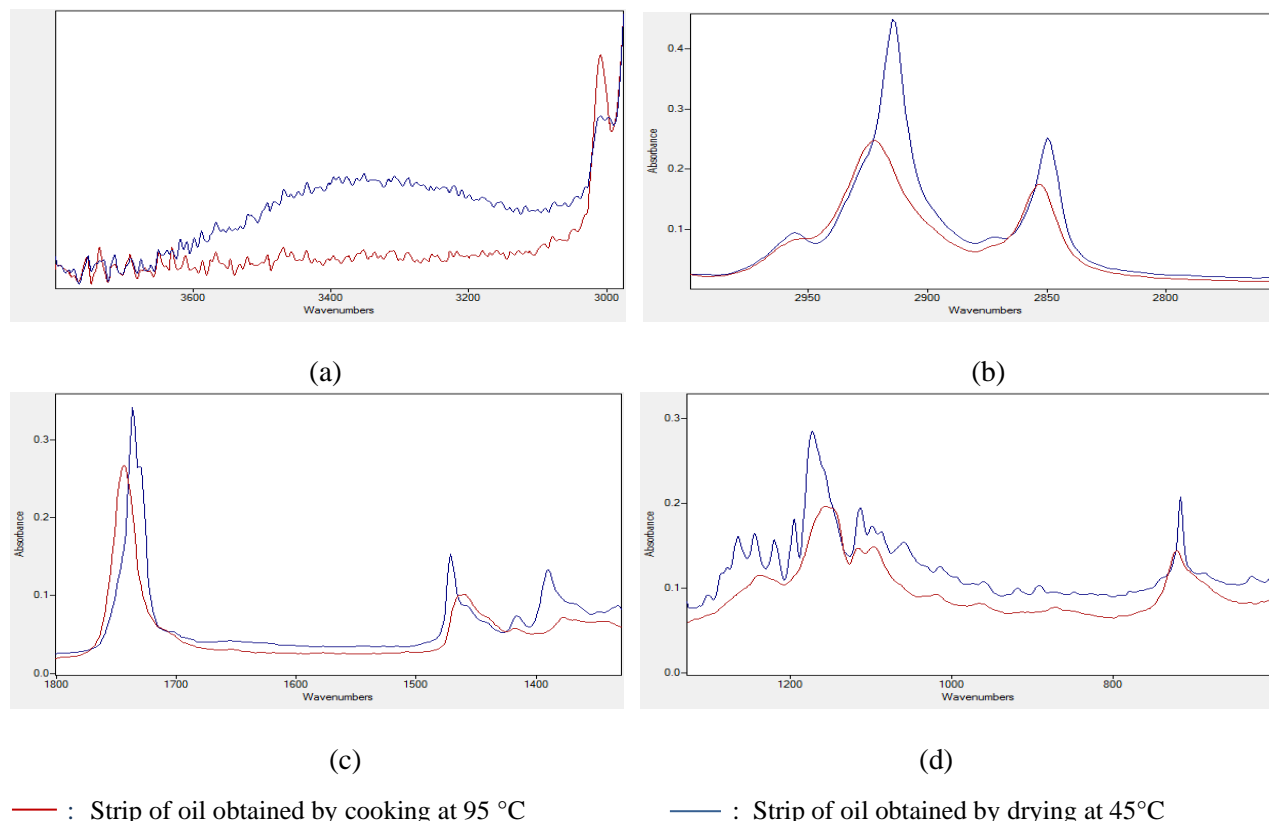 3600
3400
3200
3000
Wavenumbers
(a)
Absorbance
0.4
0.3
0.2
0.1
2950
2900
2850
2800
Wavenumbers
(b)
Absorbance
0.3
0.2
0.1
0.0
1800
1700
1600
1500
1400
Wavenumbers
(c)
Absorbance
0.3
0.2
0.1
0.0
1200
1000
800
Wavenumbers
(d)
: Strip of oil obtained by cooking at 95 °C
: Strip of oil obtained by drying at 45°C